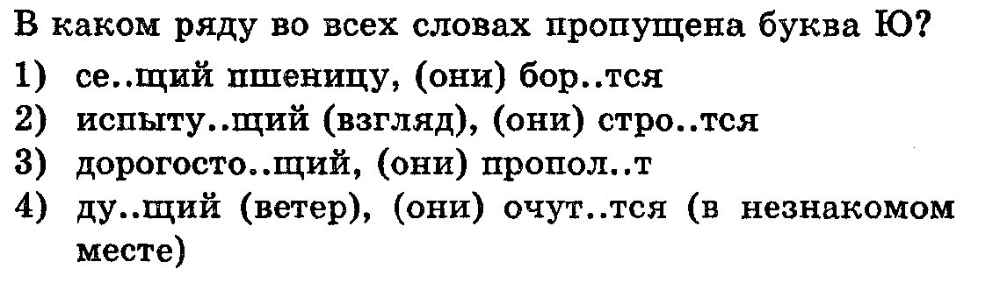 В каком ряду во всех словах пропущена буква Ю?
1) се..щий пшеницу, (они) бор..тся
2) испыту..щий (взгляд), (они) стро..тся
3) дорогосто..щий, (они) пропол..т
4) ду..щий (ветер), (они) очут..тся (в незнакомом
месте)